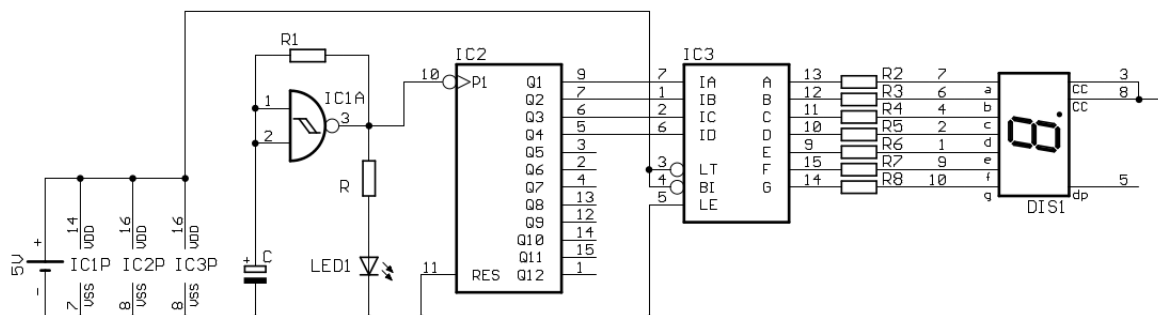 R1
IC1A
1
2
3
R
C
+
LED1
5V
+
-
14 VDD
16 VDD
16 VDD
IC1P
IC2P
IC3P
7 VSS
8 VSS
8 VSS
IC2
10 P1
11 RES
Q1 9
Q2 7
Q3 6
Q4 5
Q5 3
Q6 2
Q7 4
Q8 13
Q9 12
Q10 14
Q11 15
Q12 1
IC3
7 IA
1 IB
2 IC
6 ID
3 LT
4 BI
5 LE
A 13
B 12
C 11
D 10
E 9
F 15
G 14
R2 7 a
R3 6 b
R4 4 c
R5 2 d
R6 1 e
R7 9 f
R8 10 g
8
CC 3
CC 8
dp 5
DIS1